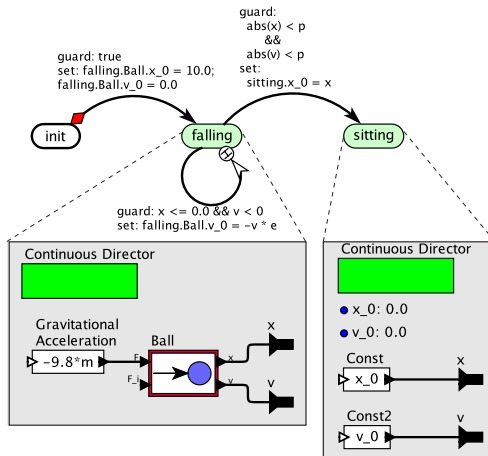 guard:
abs(x) < p
&&
abs(v) < p
set:
sitting.x_0 = x
guard: true
set: falling.Ball.x_0 = 10.0;
falling.Ball.v_0 = 0.0
init
falling
sitting
H
guard: x <= 0.0 && v < 0
set: falling.Ball.v_0 = -v * e
Continuous Director
Gravitational
Acceleration
-9.8*m
Ball
F
F_i
x
v
x
v
Continuous Director
x_0: 0.0
v_0: 0.0
Const
x_0
x
Const2
v_0
v